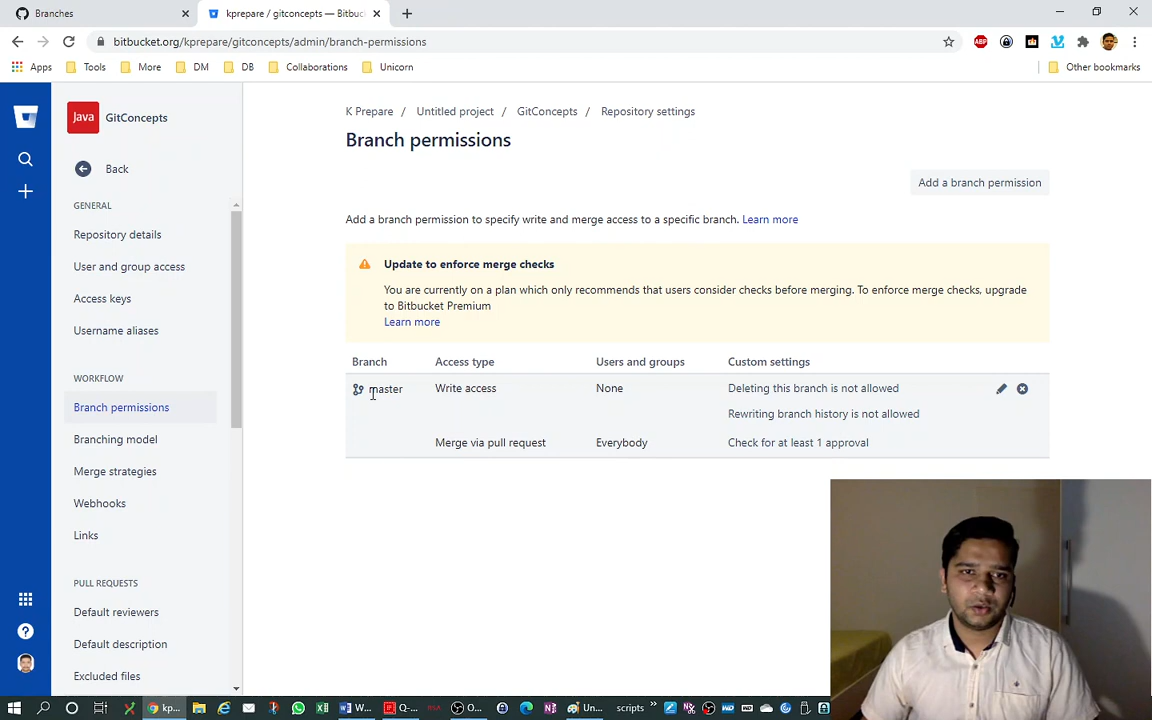 Branches
kprepare / gitconcepts — Bitbuc
bitbucket.org/kprepare/gitconcepts/admin/branch-permissions
ABP
Apps
Tools
More
DM
DB
Collaborations
Unicorn
Other bookmarks
Java
GitConcepts
Back
GENERAL
Repository details
User and group access
Access keys
Username aliases
WORKFLOW
Branch permissions
Branching model
Merge strategies
Webhooks
Links
PULL REQUESTS
Default reviewers
Default description
Excluded files
K Prepare / Untitled project / GitConcepts / Repository settings
Branch permissions
Add a branch permission
Add a branch permission to specify write and merge access to a specific branch. Learn more
Update to enforce merge checks
You are currently on a plan which only recommends that users consider checks before merging. To enforce merge checks, upgrade
to Bitbucket Premium
Learn more
Branch Access type Users and groups Custom settings
master Write access None Deleting this branch is not allowed
Rewriting branch history is not allowed
Merge via pull request Everybody Check for at least 1 approval
kp...
W...
Q-...
RSA
O...
Un...
scripts